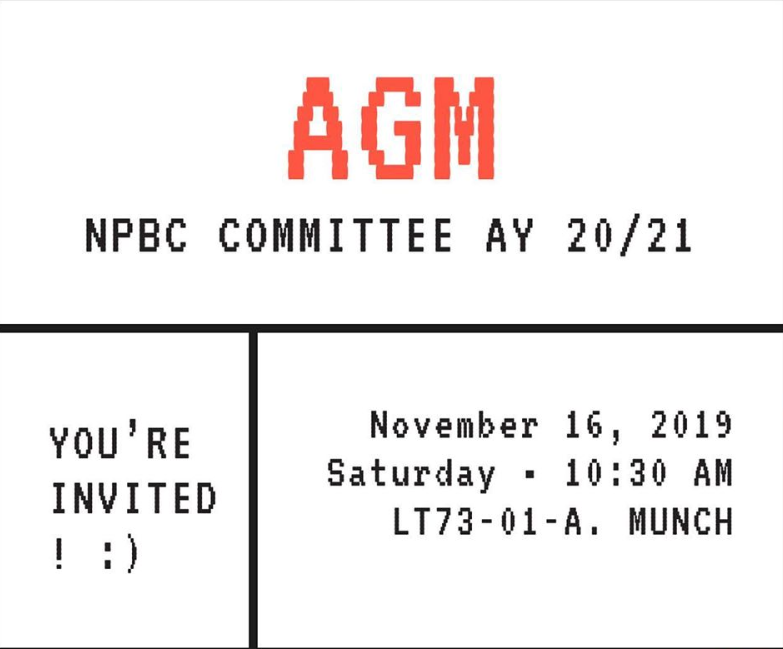 AGM
NPBC COMMITTEE AY 20/21
YOU'RE
INVITED
! :)
November 16, 2019
Saturday ▪ 10:30 AM
LT73-01-A. MUNCH